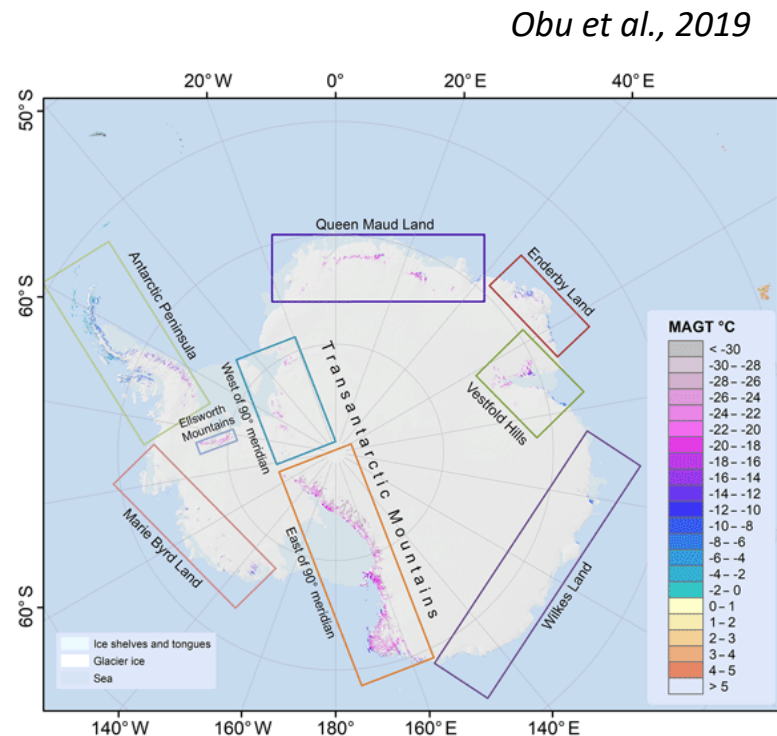 Obu et al., 2019
20° W
0°
20° E
40° E
50°S
60°S
60°S
Queen Maud Land
Enderby Land
Antarctic Peninsula
Vestfold Hills
Transantarctic Mountains
West of 90° meridian
Ellsworth
Mountains
East of 90° meridian
Marie Byrd Land
Wilkes Land
MAGT °C
< -30
-30 - -28
-28 - -26
-26 - -24
-24 - -22
-22 - -20
-20 - -18
-18 - -16
-16 - -14
-14 - -12
-12 - -10
-10 - -8
-8 - -6
-6 - -4
-4 - -2
-2 - 0
0 - 1
1 - 2
2 - 3
3 - 4
4 - 5
> 5
Ice shelves and tongues
Glacier ice
Sea
140° W
160° W
180°
160° E
140° E